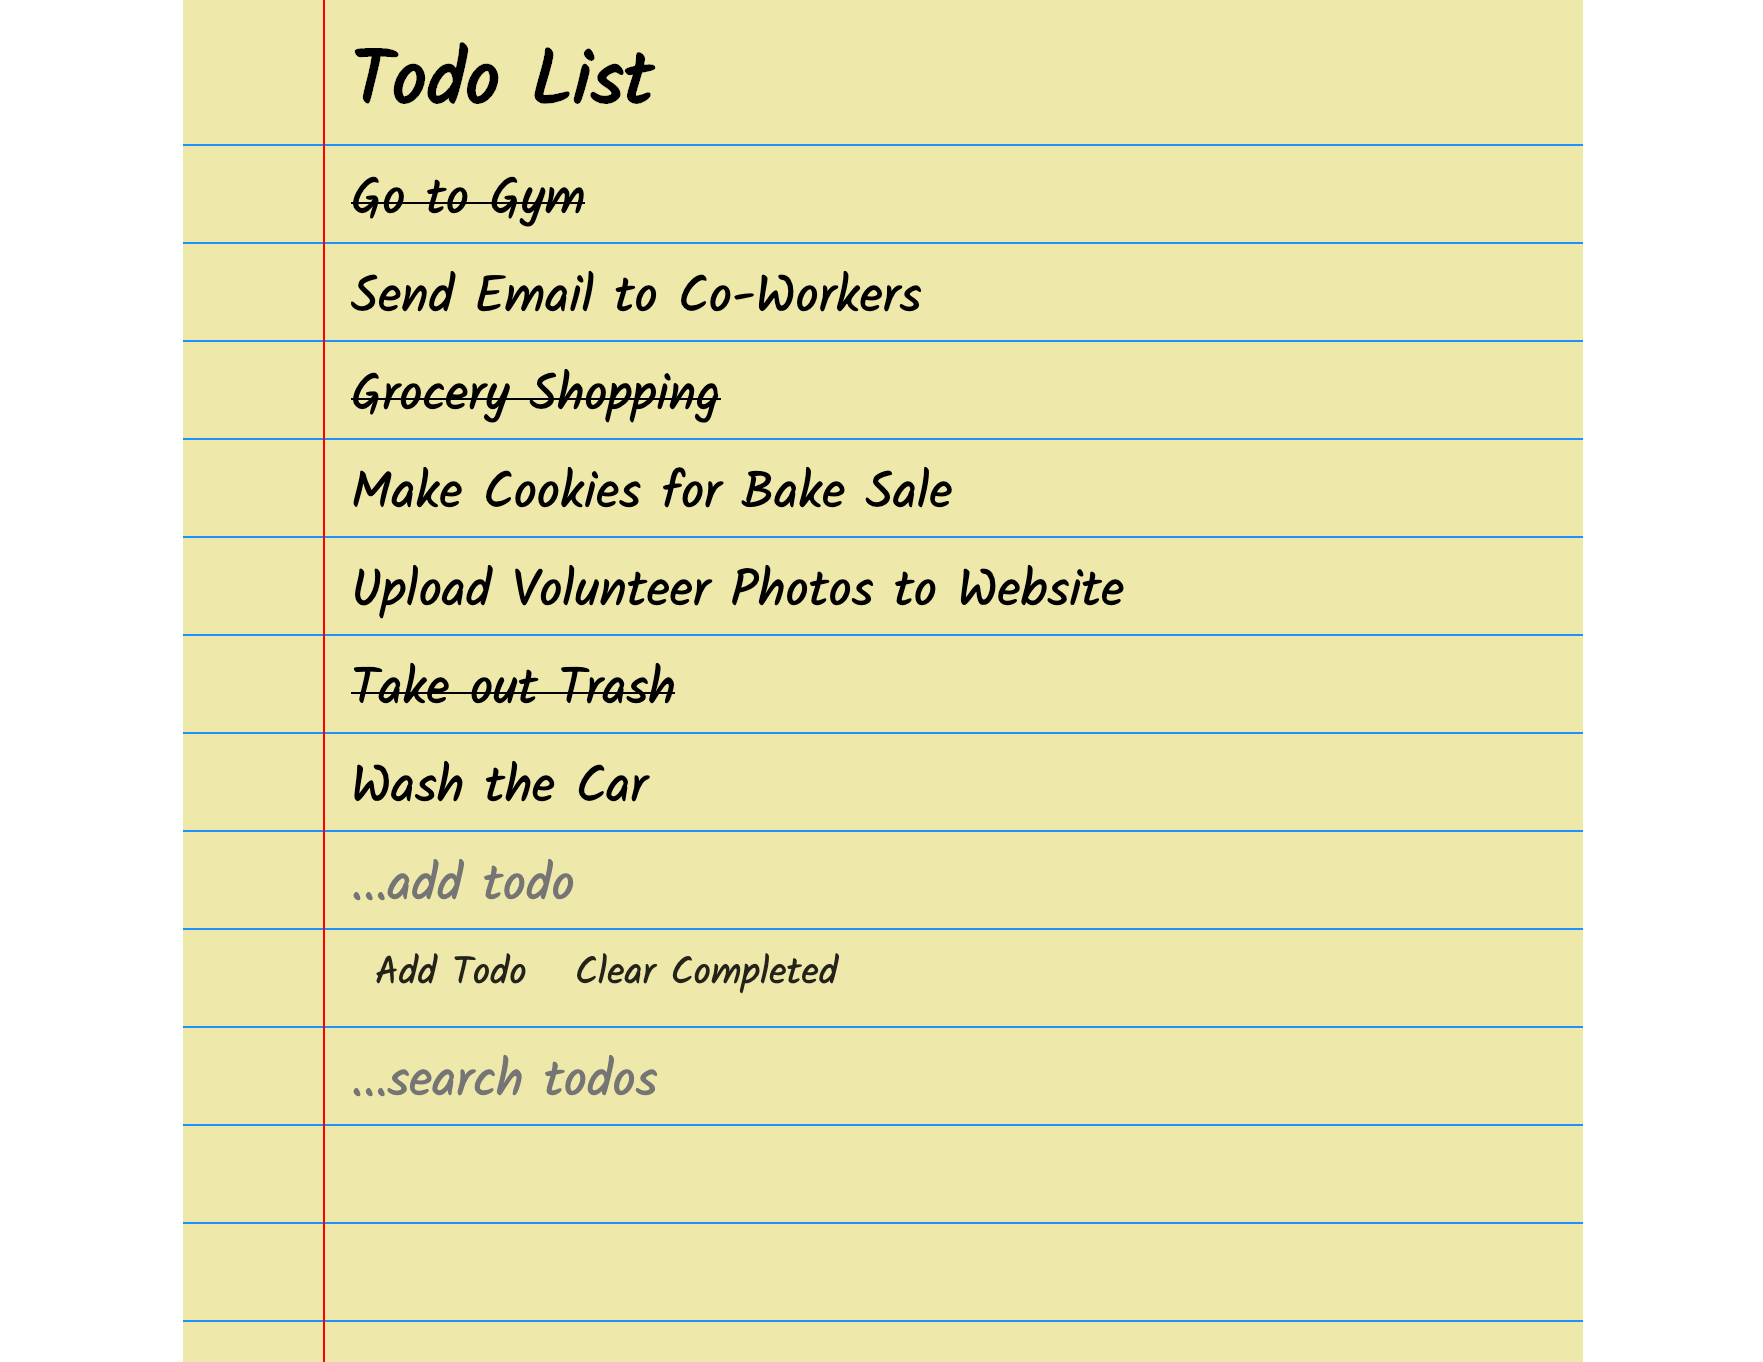 Todo List
Go to Gym
Send Email to Co-Workers
Grocery Shopping
Make Cookies for Bake Sale
Upload Volunteer Photos to Website
Take out Trash
Wash the Car
...add todo
Add Todo Clear Completed
...search todos